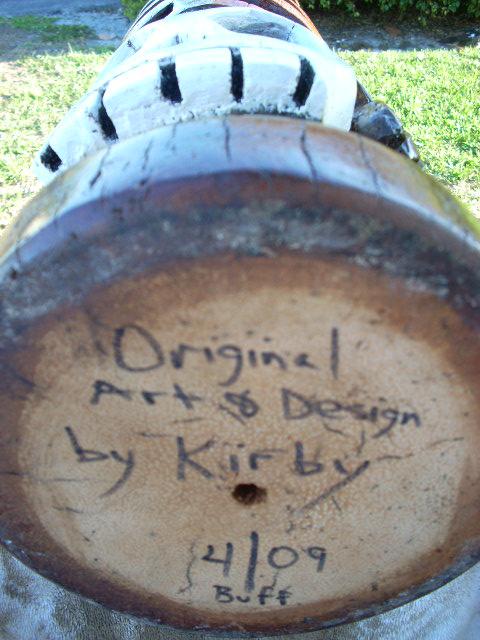 Original
Art & Design
by Kirby
4/09
Buff